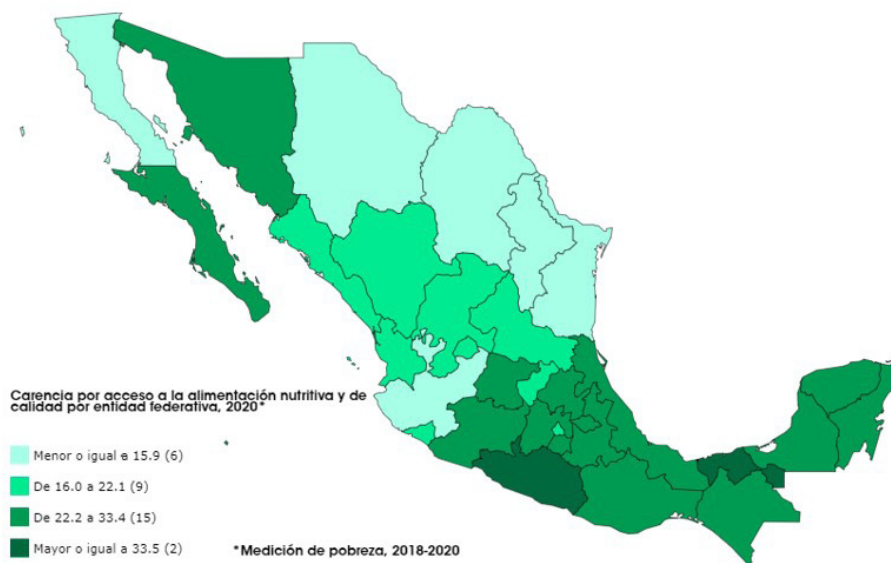 Carencia por acceso a la alimentación nutritiva y de
calidad por entidad federativa, 2020*
Menor o igual a 15.9 (6)
De 16.0 a 22.1 (9)
De 22.2 a 33.4 (15)
Mayor o igual a 33.5 (2)
*Medición de pobreza, 2018-2020